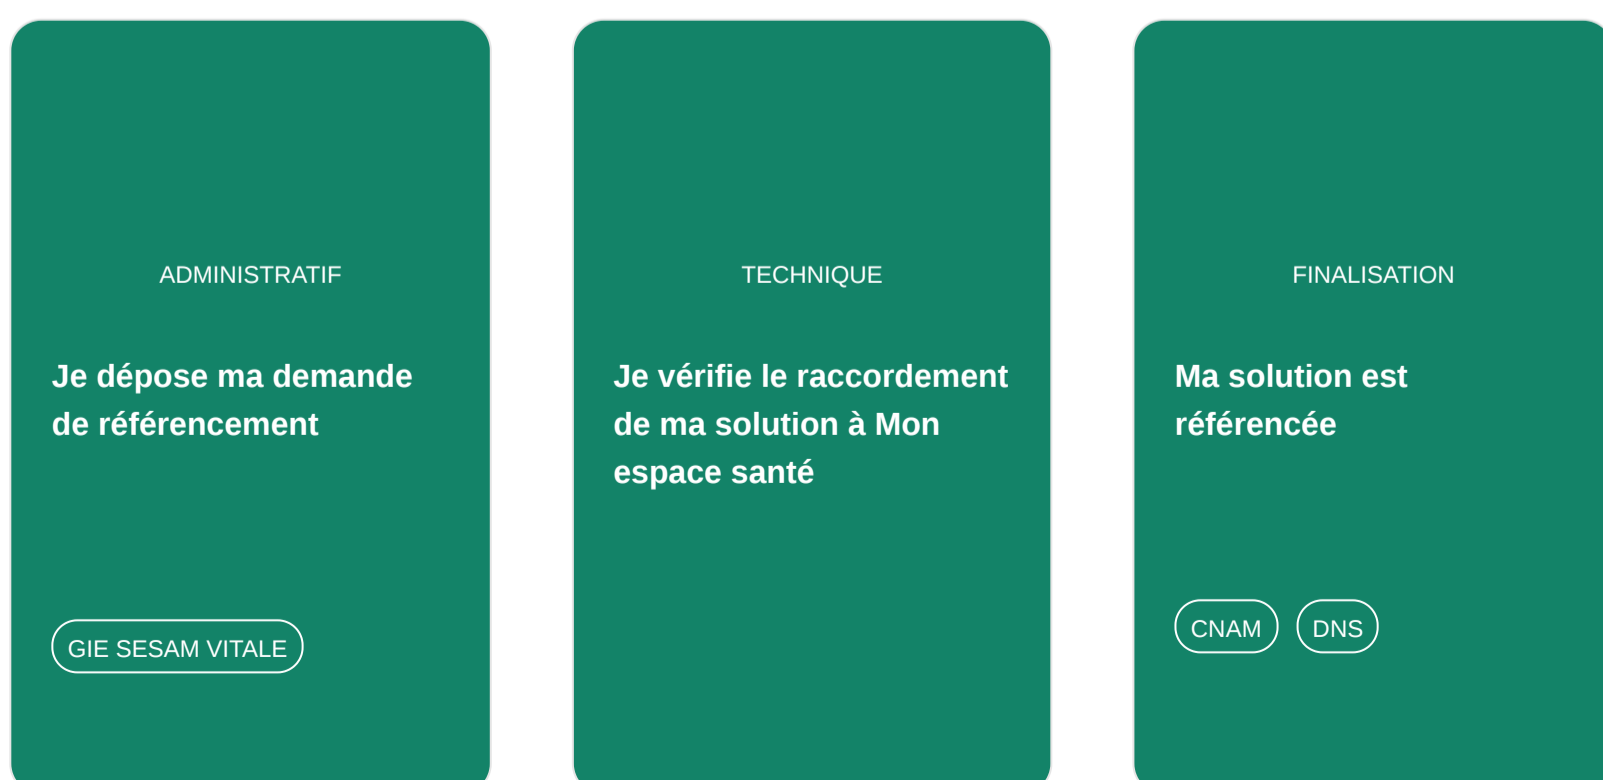 ADMINISTRATIF
Je dépose ma demande
de référencement
GIE SESAM VITALE
TECHNIQUE
Je vérifie le raccordement
de ma solution à Mon
espace santé
FINALISATION
Ma solution est
référencée
CNAM
DNS